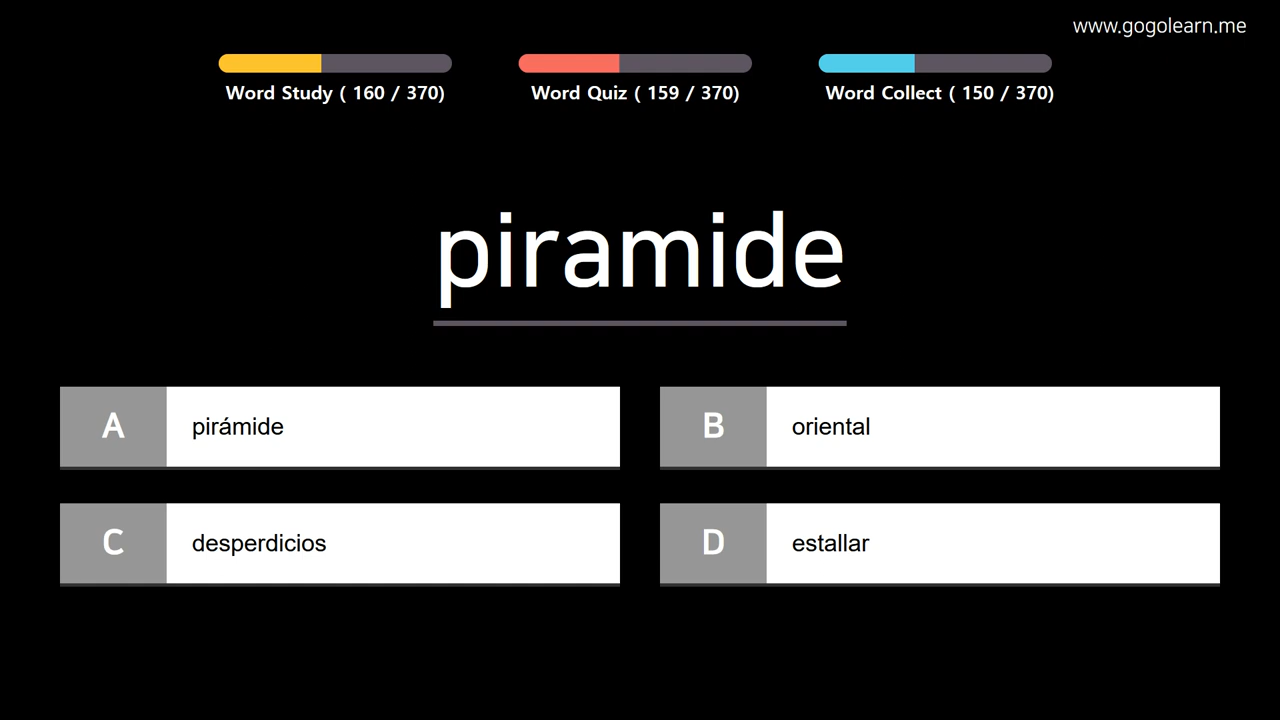 www.gogolearn.me
Word Study ( 160 / 370)
Word Quiz ( 159 / 370)
Word Collect ( 150 / 370)
piramide
A pirámide
B oriental
C desperdicios
D estallar